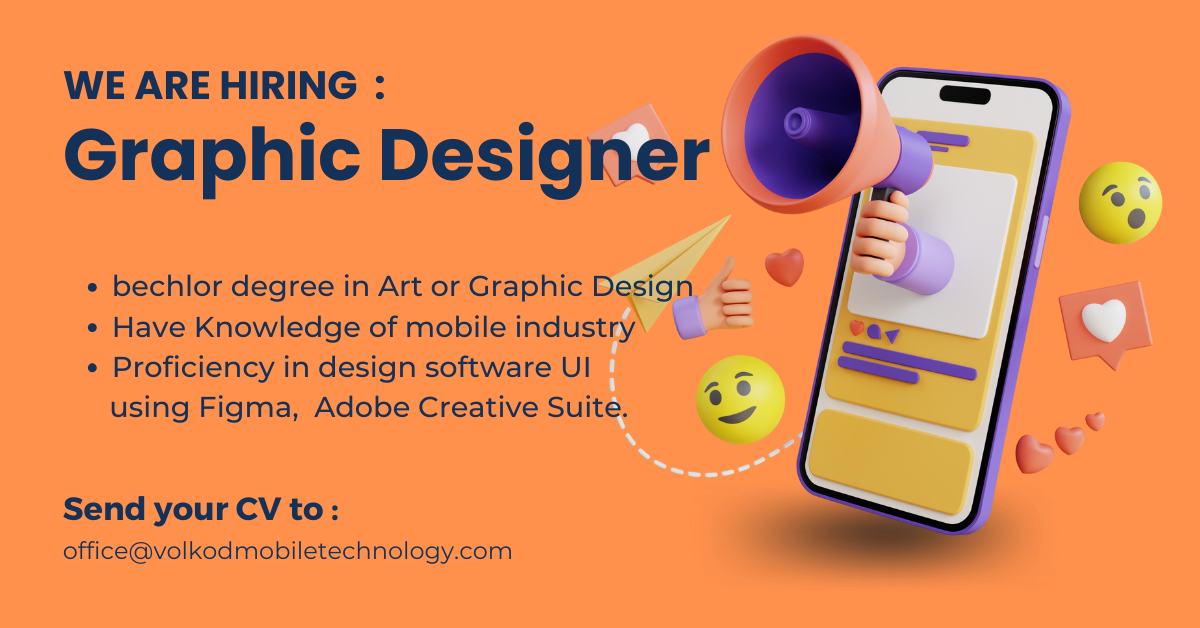 WE ARE HIRING :
Graphic Designer
• bechlor degree in Art or Graphic Design
• Have Knowledge of mobile industry
• Proficiency in design software UI
using Figma, Adobe Creative Suite.
Send your CV to :
office@volkodmobiletechnology.com